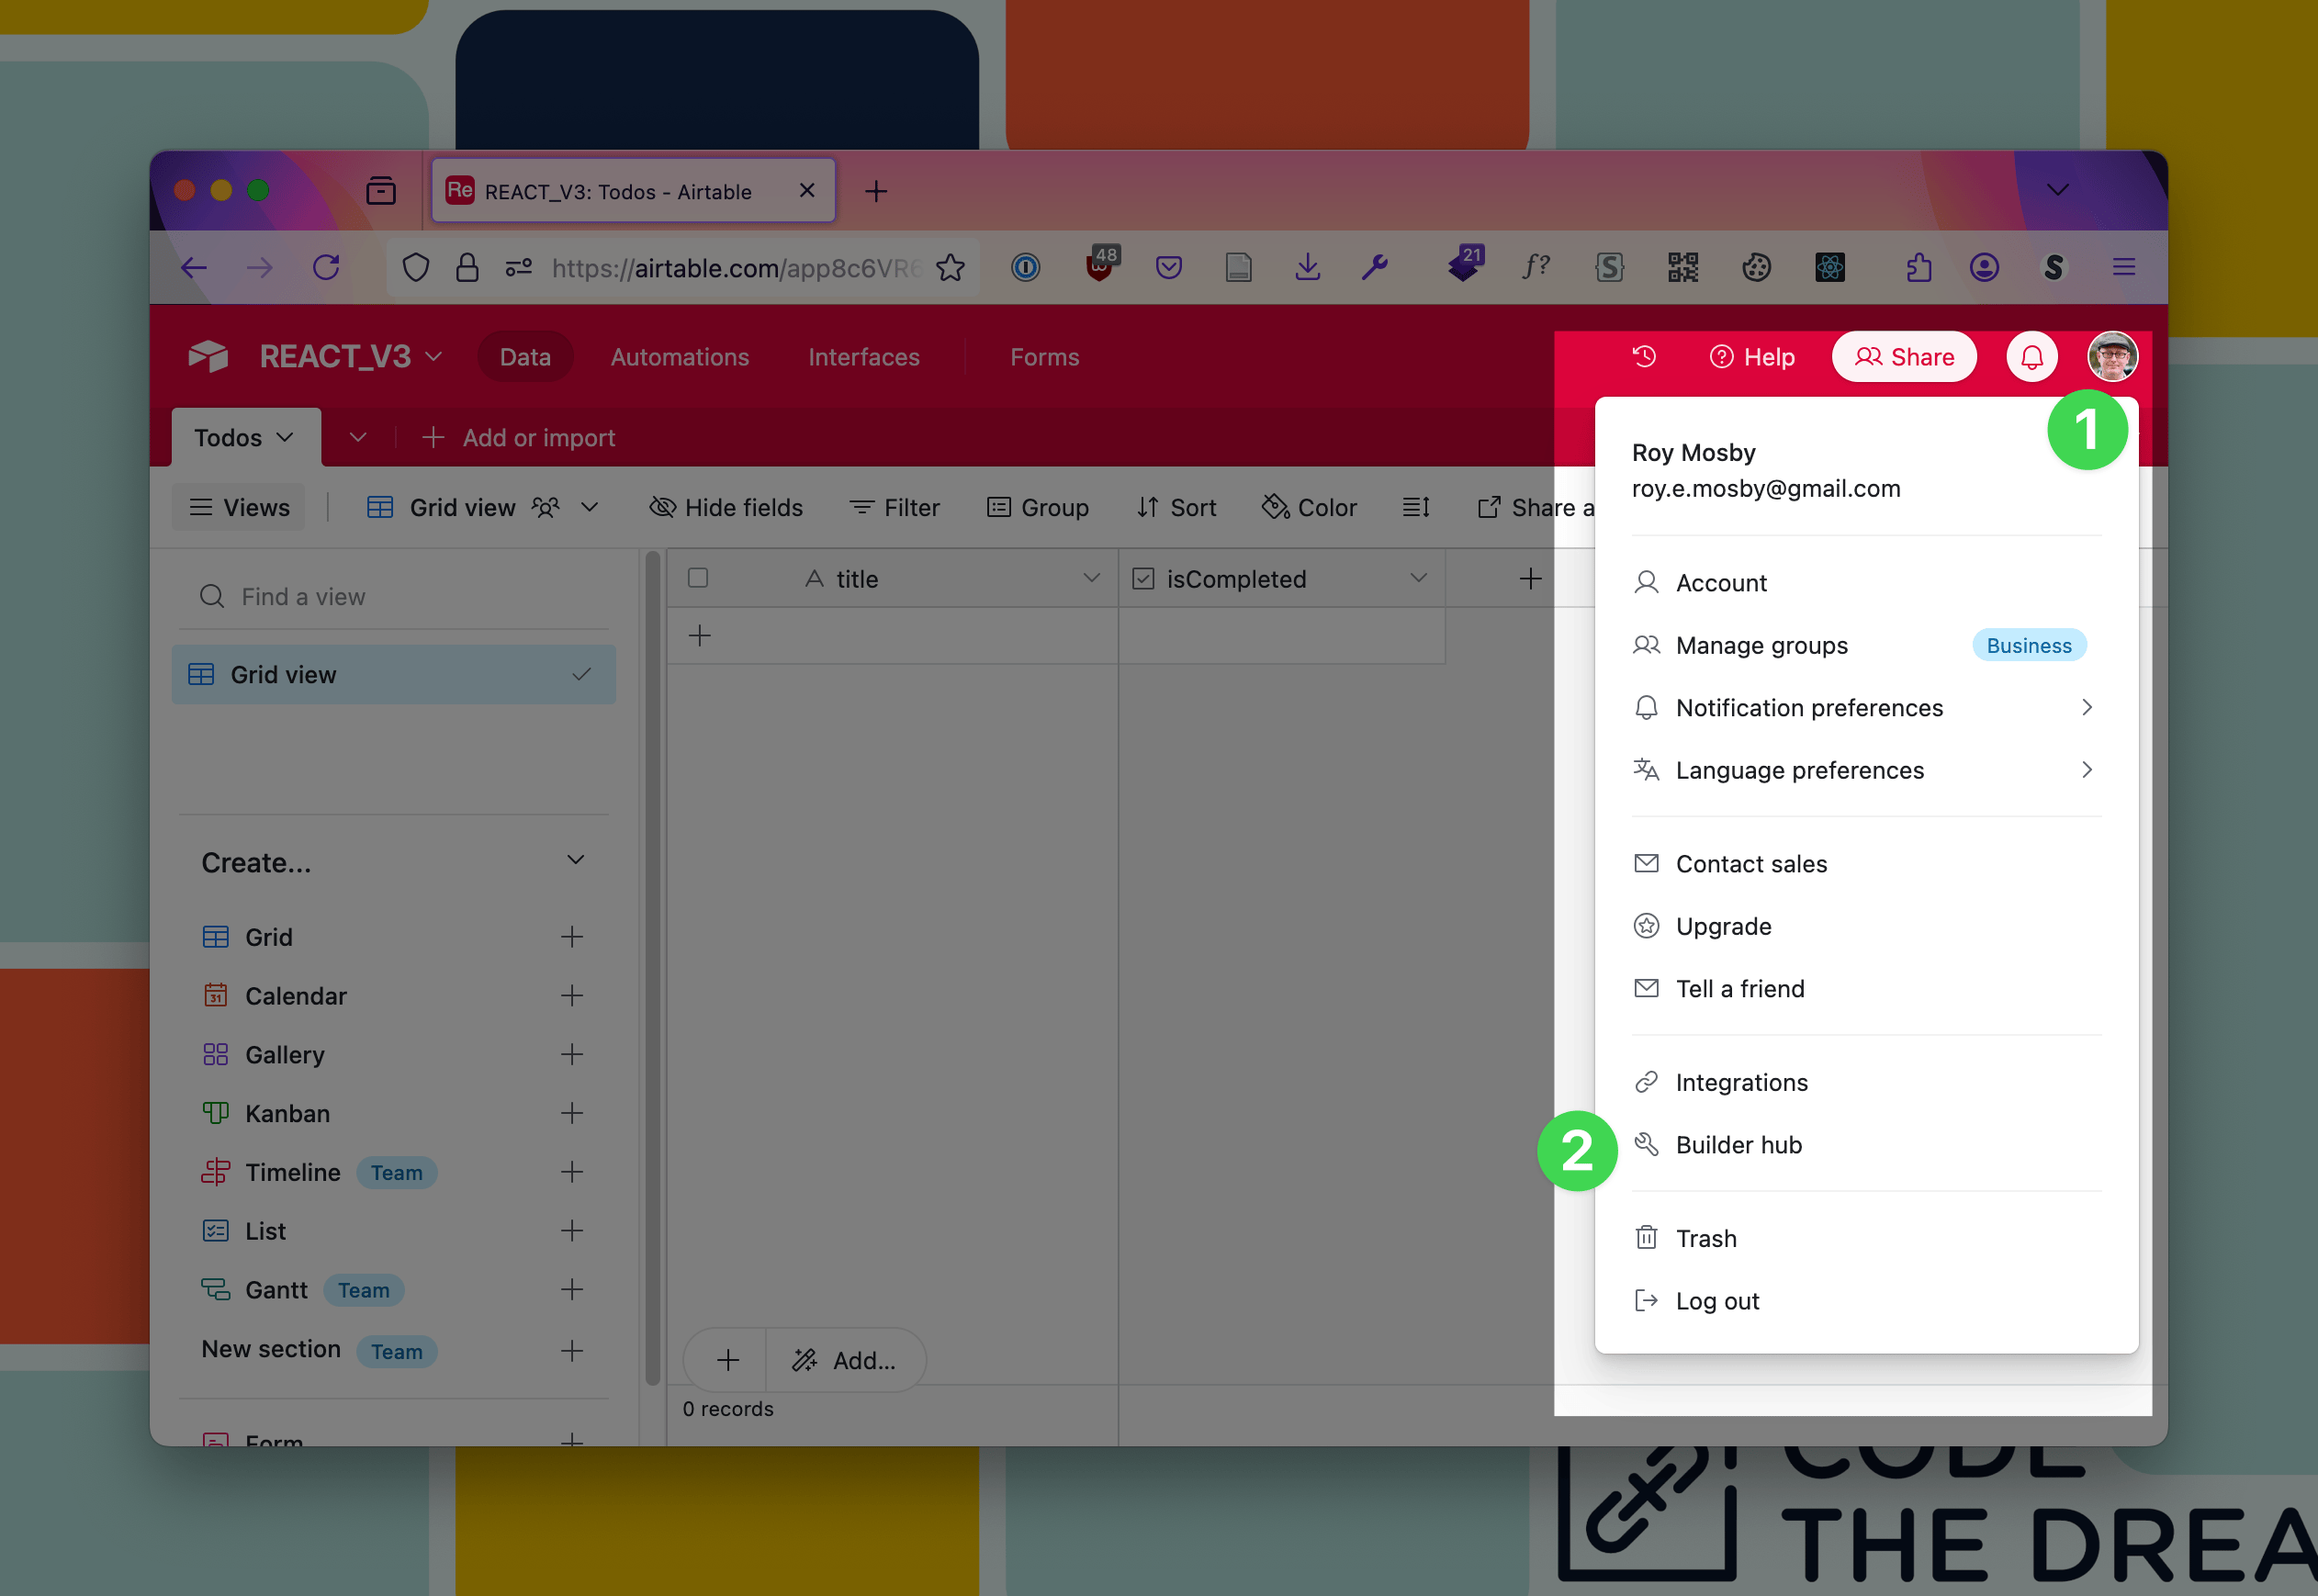 Re REACT_V3: Todos - Airtable
https://airtable.com/app8c6VR6
48
21
f?
REACT_V3
Data
Automations
Interfaces
Forms
Help
Share
Todos
Add or import
1
Views
Grid view
Hide fields
Filter
Group
Sort
Color
Share a
Find a view
Grid view
title
isCompleted
Create...
Grid
31 Calendar
Gallery
Kanban
Timeline Team
List
Gantt Team
New section Team
Form
Add...
0 records
Roy Mosby
roy.e.mosby@gmail.com
Account
Manage groups Business
Notification preferences
Language preferences
Contact sales
Upgrade
Tell a friend
Integrations
2
Builder hub
Trash
Log out
CODE
THE DREA